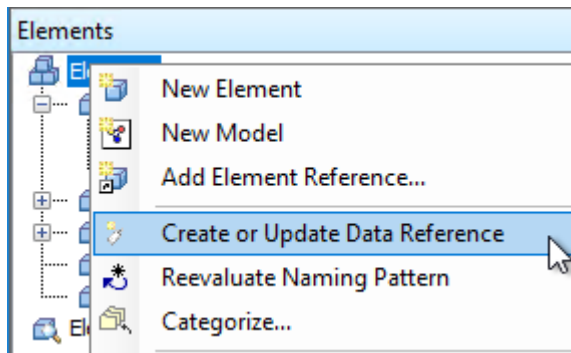 Elements
New Element
New Model
Add Element Reference...
Create or Update Data Reference
Reevaluate Naming Pattern
Categorize...